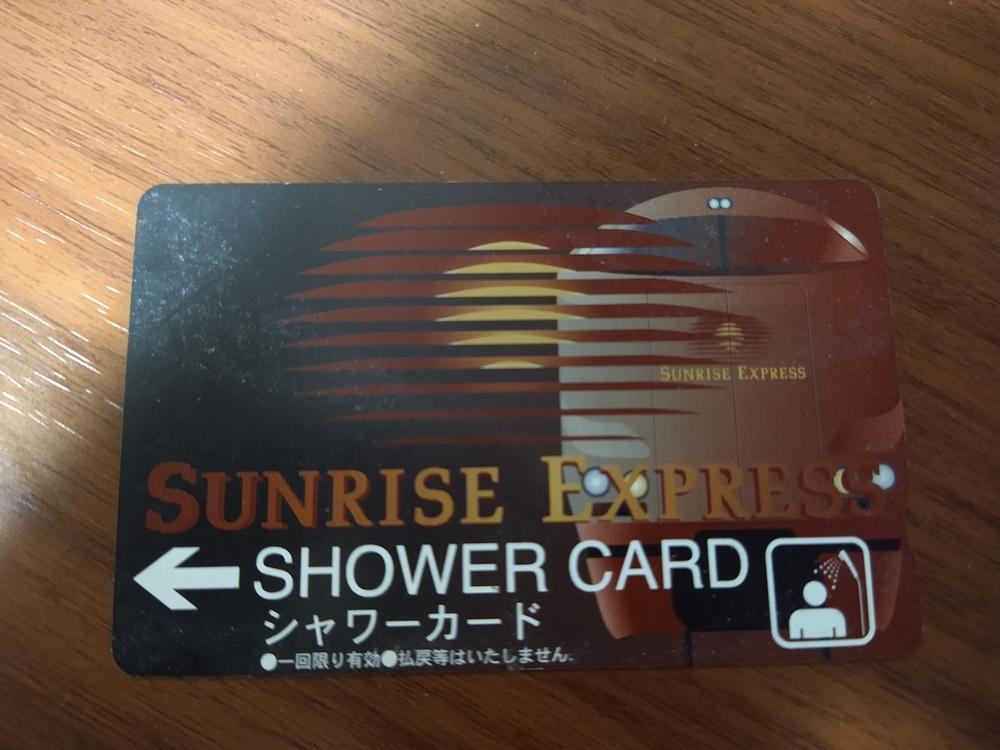 SUNRISE EXPRESS
SUNRISE EXPRESS
SHOWER CARD
シャワーカード
●一回限り有効●払戻等はいたしません.